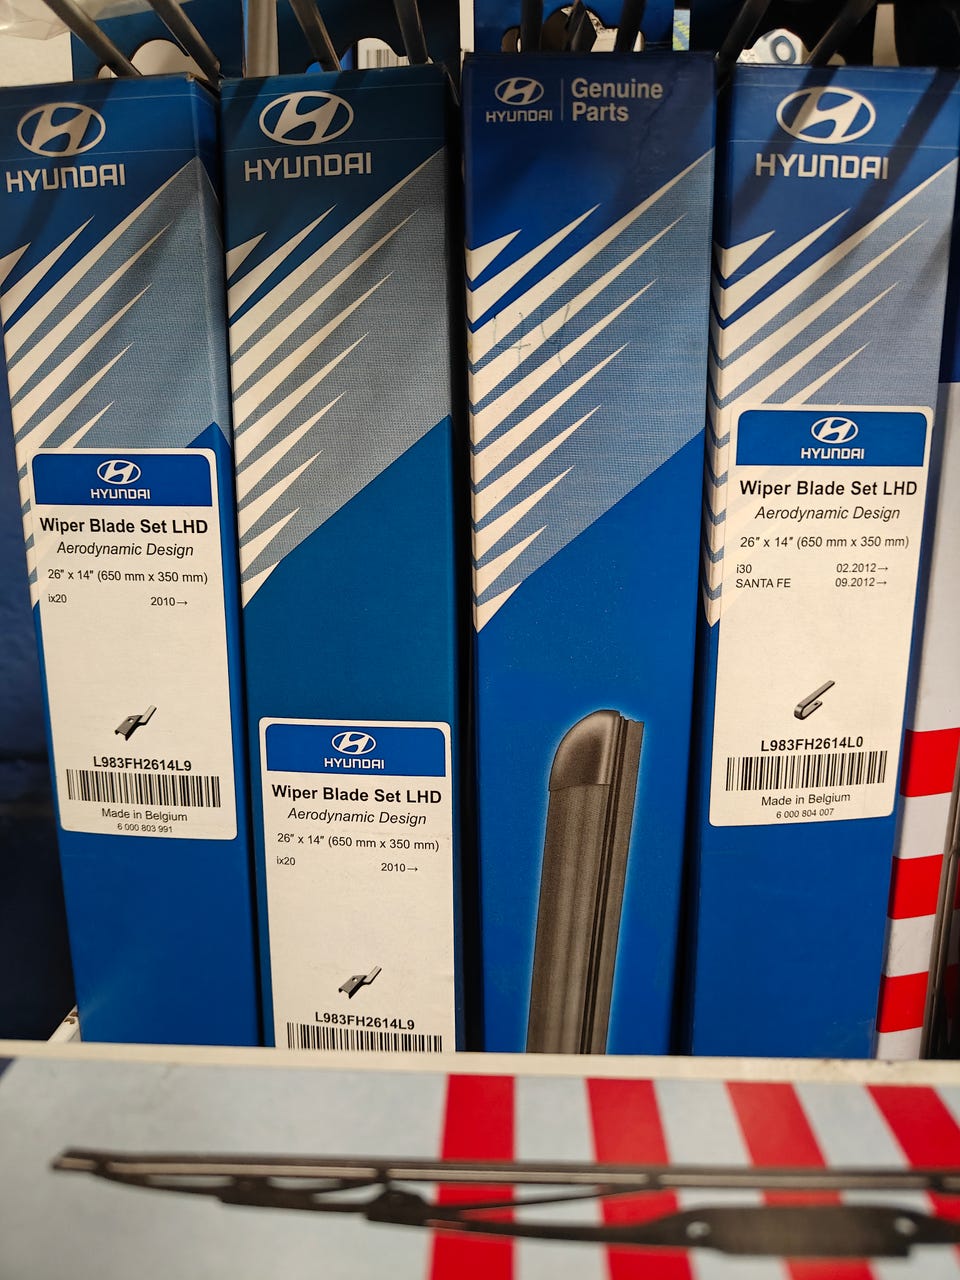 HYUNDAI
HYUNDAI
Wiper Blade Set LHD
Aerodynamic Design
26″ x 14″ (650 mm x 350 mm)
ix20 2010→
L983FH2614L9
Made in Belgium
6 000 803 991
HYUNDAI
HYUNDAI
Wiper Blade Set LHD
Aerodynamic Design
26″ x 14″ (650 mm x 350 mm)
ix20 2010→
L983FH2614L9
HYUNDAI
Genuine
Parts
HYUNDAI
HYUNDAI
Wiper Blade Set LHD
Aerodynamic Design
26″ x 14″ (650 mm x 350 mm)
i30 02.2012→
SANTA FE 09.2012→
L983FH2614L0
Made in Belgium
6 000 804 007